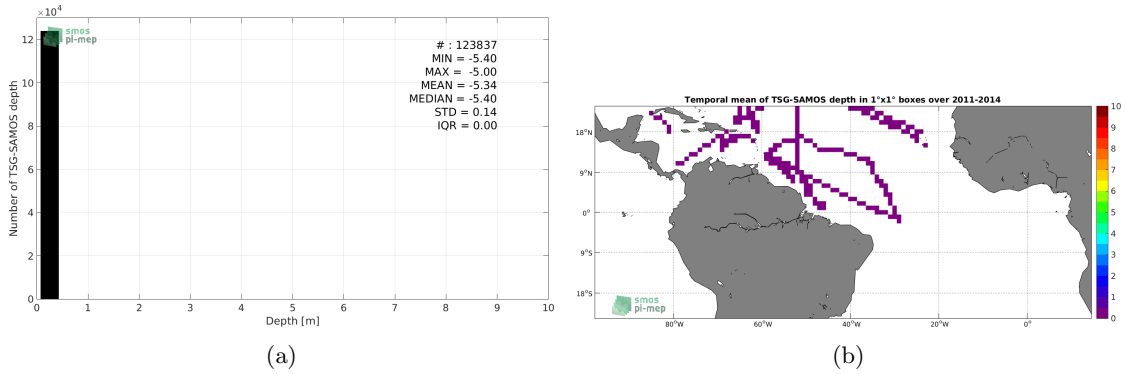 ×10⁴
smos
pi-mep
# : 123837
MIN = -5.40
MAX = -5.00
MEAN = -5.34
MEDIAN = -5.40
STD = 0.14
IQR = 0.00
12
10
8
6
4
2
0
Number of TSG-SAMOS depth
1
2
3
4
5
6
7
8
9
10
Depth [m]
(a)
Temporal mean of TSG-SAMOS depth in 1°x1° boxes over 2011-2014
18°N
9°N
0°
9°S
18°S
80°W
60°W
40°W
20°W
0°
smos
pi-mep
10
9
8
7
6
5
4
3
2
1
0
(b)